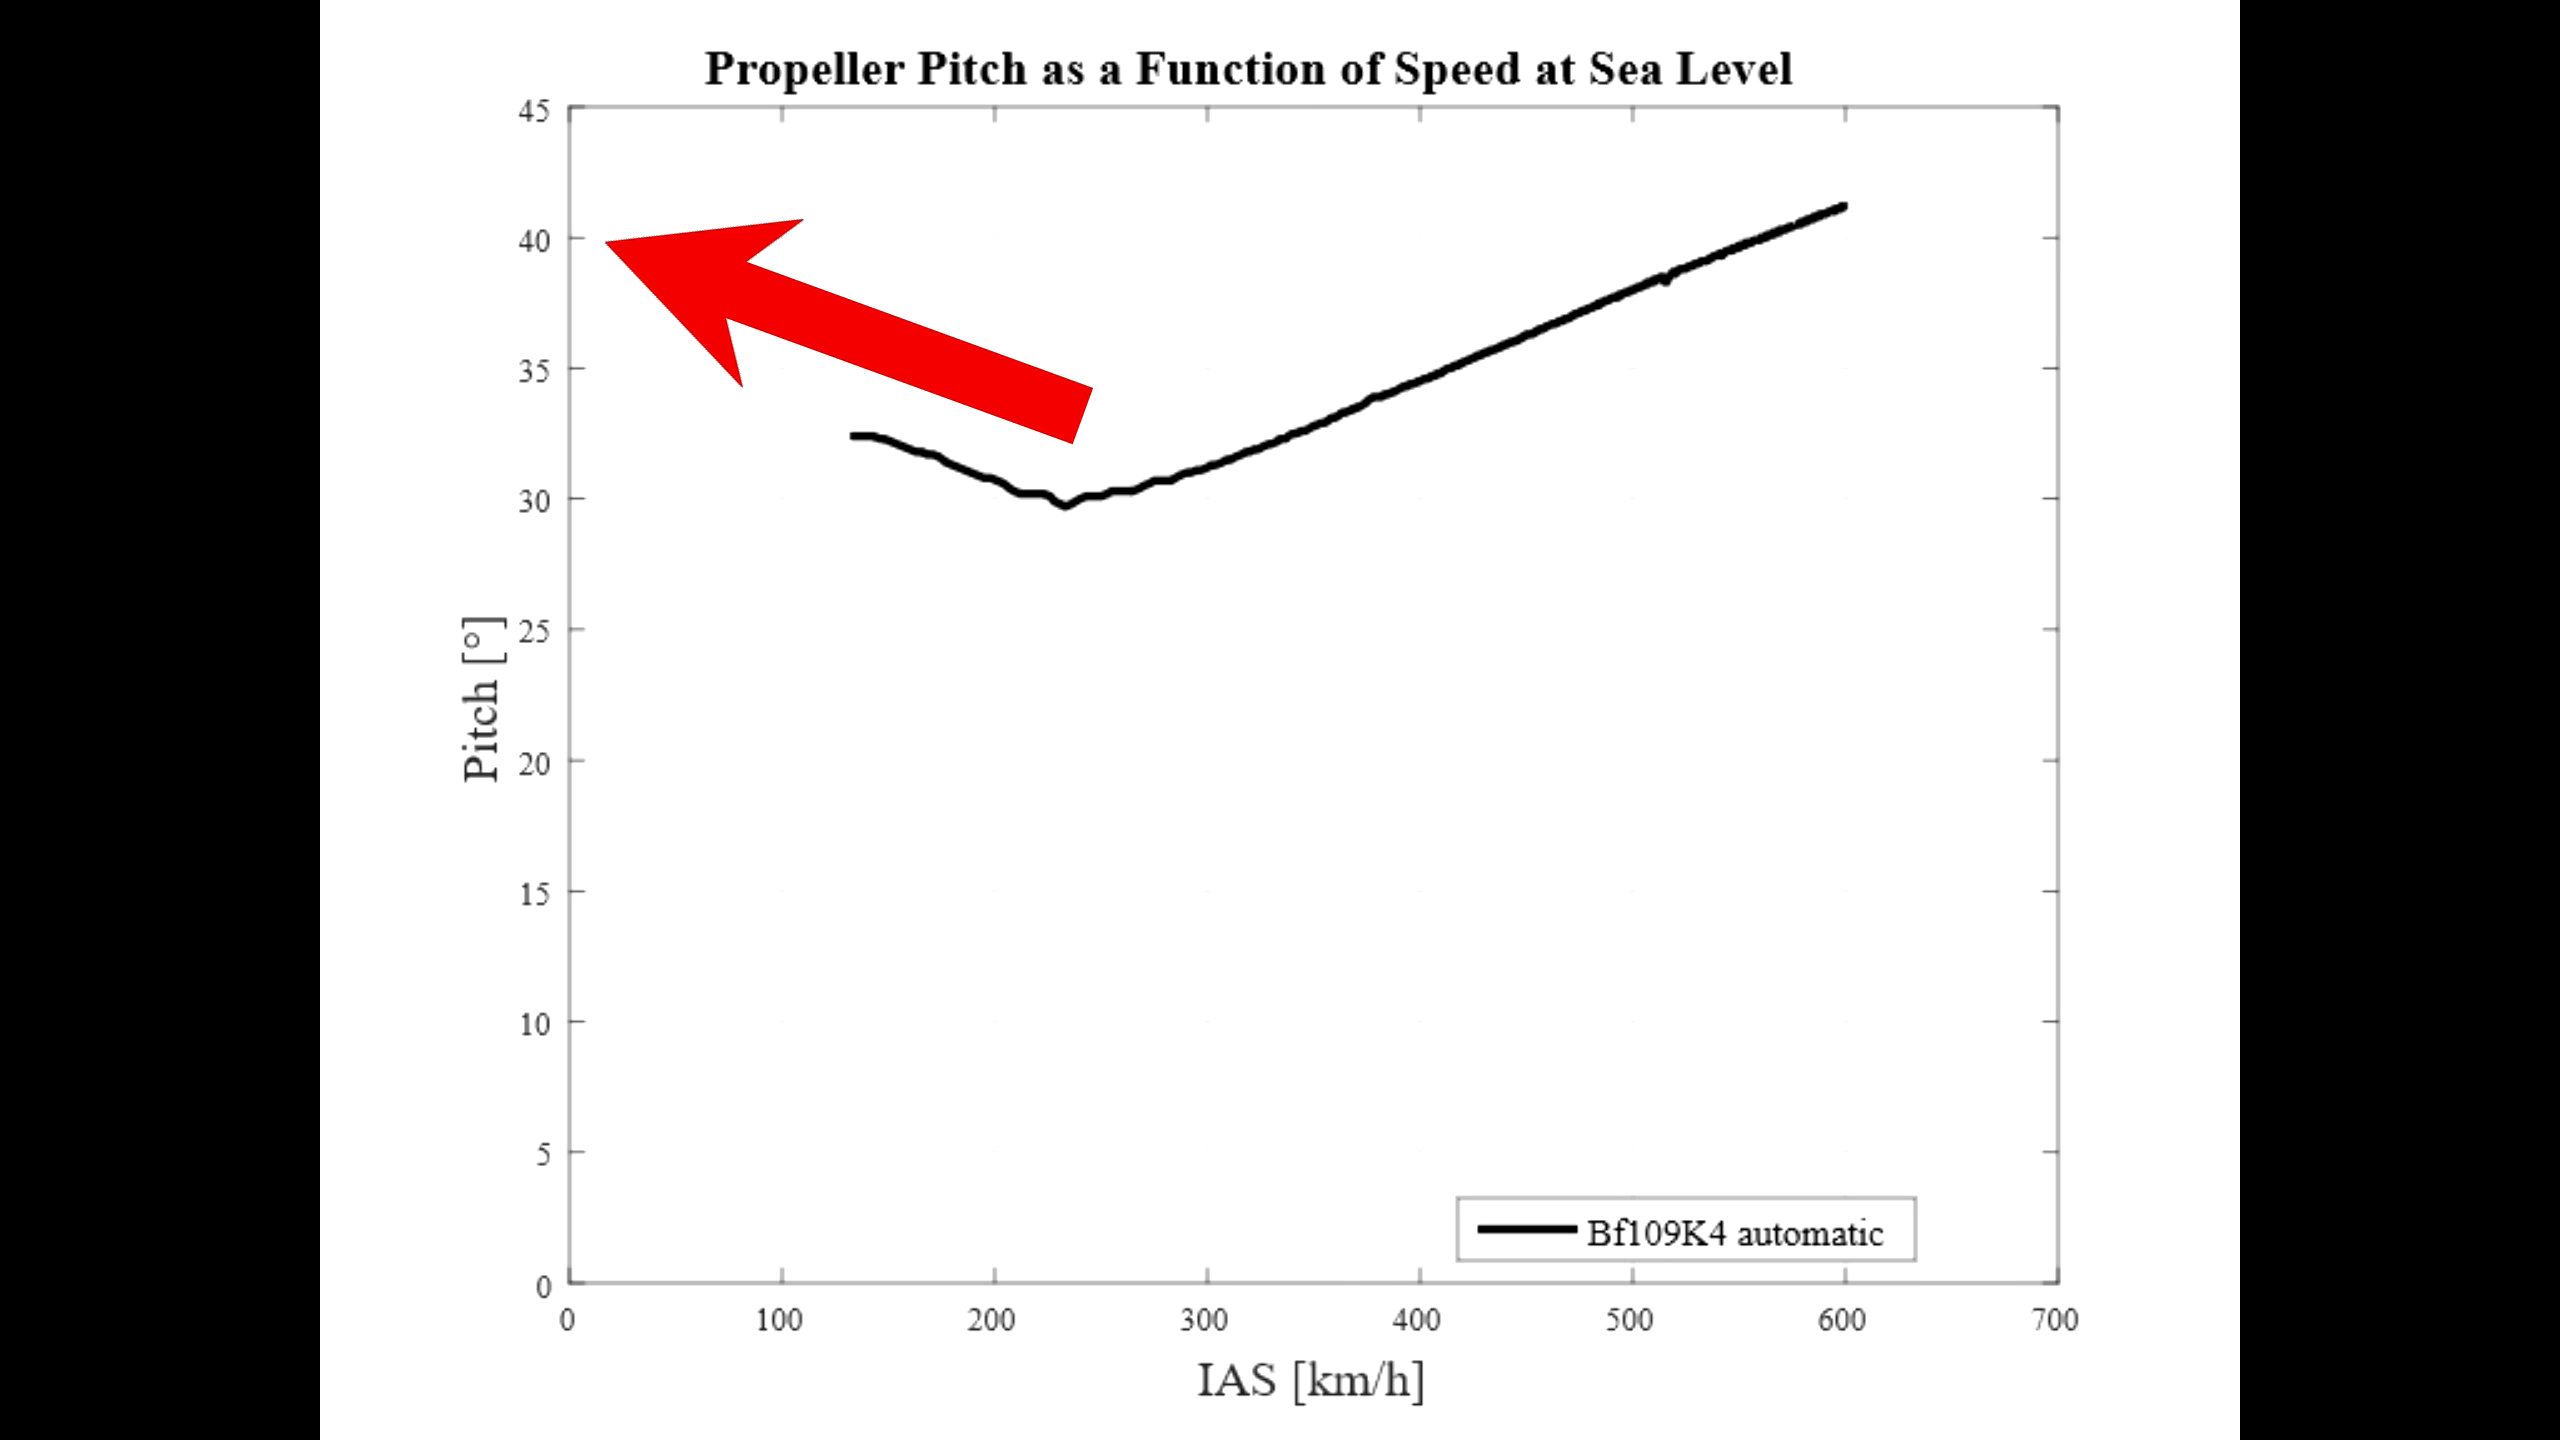 Propeller Pitch as a Function of Speed at Sea Level
45
40
35
30
25
20
15
10
5
0
Pitch [°]
0 100 200 300 400 500 600 700
IAS [km/h]
Bf109K4 automatic